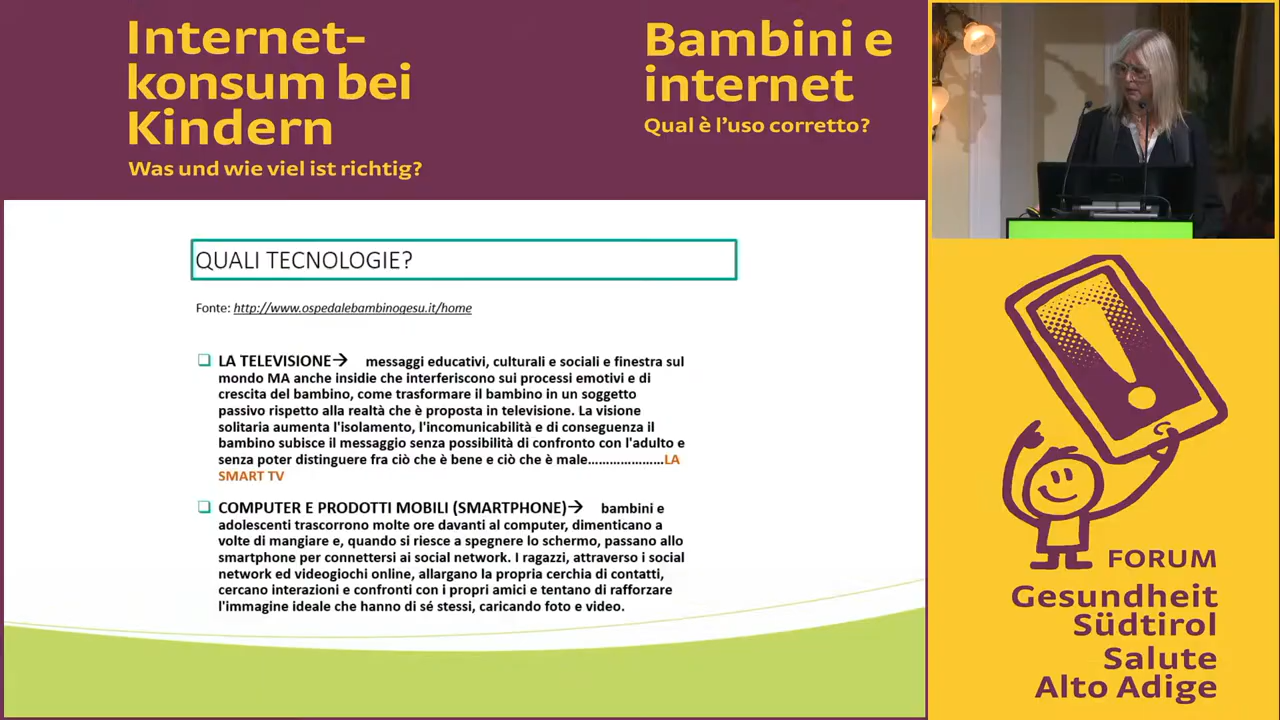 Internet-
konsum bei
Kindern
Was und wie viel ist richtig?
Bambini e
internet
Qual è l’uso corretto?
QUALI TECNOLOGIE?
Fonte: http://www.ospedalebambinogesu.it/home
❑ LA TELEVISIONE→ messaggi educativi, culturali e sociali e finestra sul
mondo MA anche insidie che interferiscono sui processi emotivi e di
crescita del bambino, come trasformare il bambino in un soggetto
passivo rispetto alla realtà che è proposta in televisione. La visione
solitaria aumenta l'isolamento, l'incomunicabilità e di conseguenza il
bambino subisce il messaggio senza possibilità di confronto con l'adulto e
senza poter distinguere fra ciò che è bene e ciò che è male…………………LA
SMART TV
❑ COMPUTER E PRODOTTI MOBILI (SMARTPHONE)→ bambini e
adolescenti trascorrono molte ore davanti al computer, dimenticano a
volte di mangiare e, quando si riesce a spegnere lo schermo, passano allo
smartphone per connettersi ai social network. I ragazzi, attraverso i social
network ed videogiochi online, allargano la propria cerchia di contatti,
cercano interazioni e confronti con i propri amici e tentano di rafforzare
l'immagine ideale che hanno di sé stessi, caricando foto e video.
FORUM
Gesundheit
Südtirol
Salute
Alto Adige